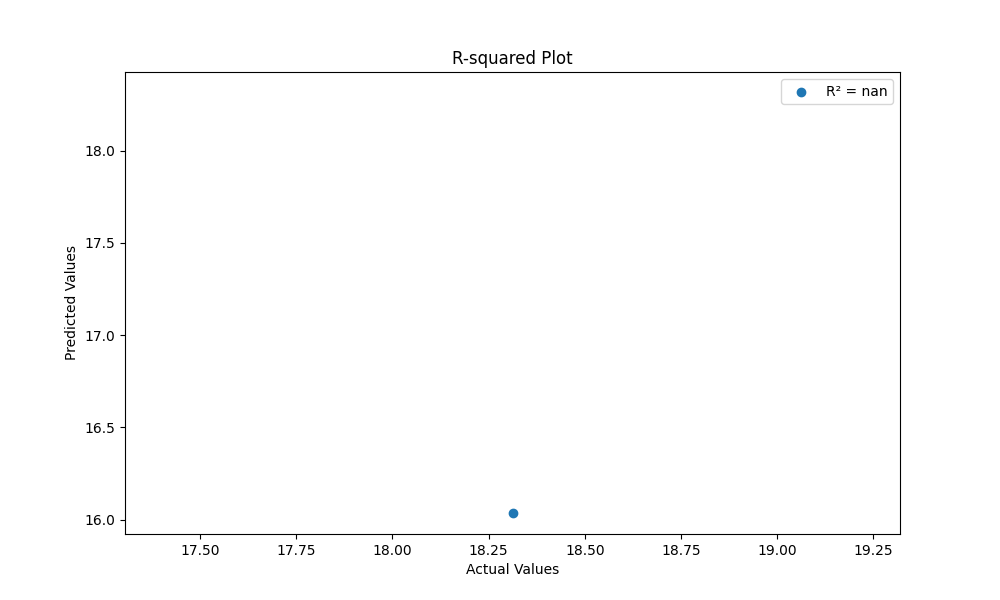 R-squared Plot
R² = nan
18.0
17.5
17.0
16.5
16.0
Predicted Values
17.50 17.75 18.00 18.25 18.50 18.75 19.00 19.25
Actual Values